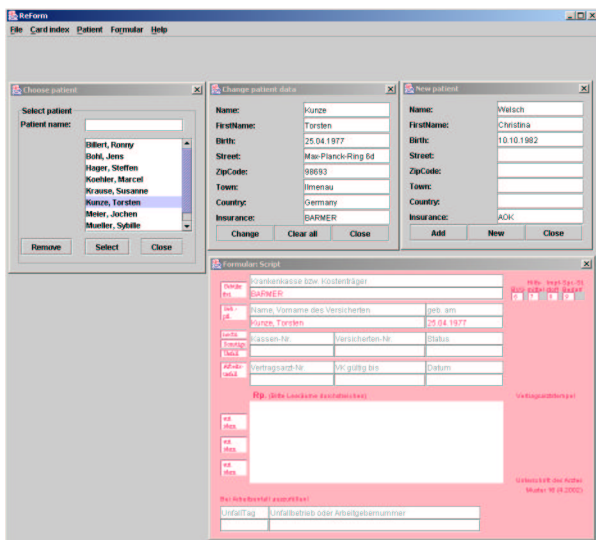 ReForm
File Card index Patient Formular Help
Choose patient
Select patient
Patient name:
Billert, Ronny
Bohl, Jens
Hager, Steffen
Koehler, Marcel
Krause, Susanne
Kunze, Torsten
Meier, Jochen
Mueller, Sybille
Remove Select Close
Change patient data
Name: Kunze
FirstName: Torsten
Birth: 25.04.1977
Street: Max-Planck-Ring 6d
ZipCode: 98693
Town: Ilmenau
Country: Germany
Insurance: BARMER
Change Clear all Close
New patient
Name: Welsch
FirstName: Christina
Birth: 10.10.1982
Street:
ZipCode:
Town:
Country:
Insurance: AOK
Add New Close
Formular: Script
Krankenkasse bzw. Kostenträger
BARMER
Name, Vorname des Versicherten geb. am
Kunze, Torsten 25.04.1977
Kassen-Nr. Versicherten-Nr. Status
Vertragsarzt-Nr. VK gültig bis Datum
Rp. (Bitte Leerräume durchstreichen)
Vertragsarztstempel
Unterschrift des Arztes
Muster 16 (4.2002)
Bei Arbeitsunfall auszufüllen!
UnfallTag Unfallbetrieb oder Arbeitgebernummer